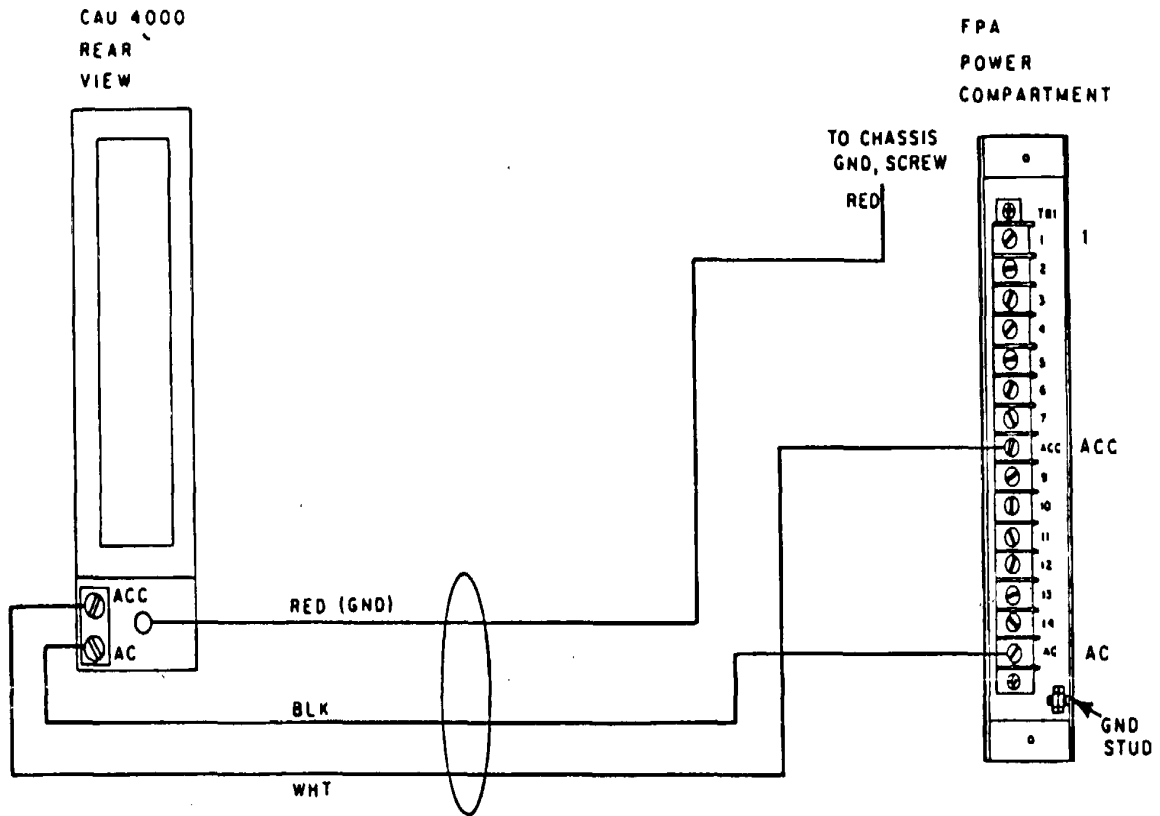 CAU 4000
REAR
VIEW
FPA
POWER
COMPARTMENT
TO CHASSIS
GND, SCREW
RED
TB1
1
1
2
3
4
5
6
7
ACC
ACC
9
10
11
12
13
14
AC
AC
GND
STUD
ACC
AC
RED (GND)
BLK
WHT